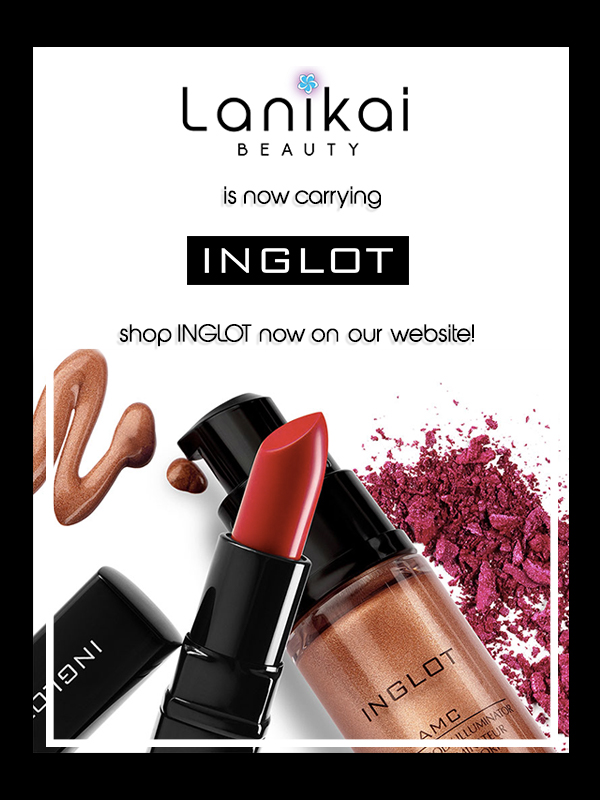 Lanikai
BEAUTY
is now carrying
INGLOT
shop INGLOT now on our website!
INGLOT
INGLOT
AMC